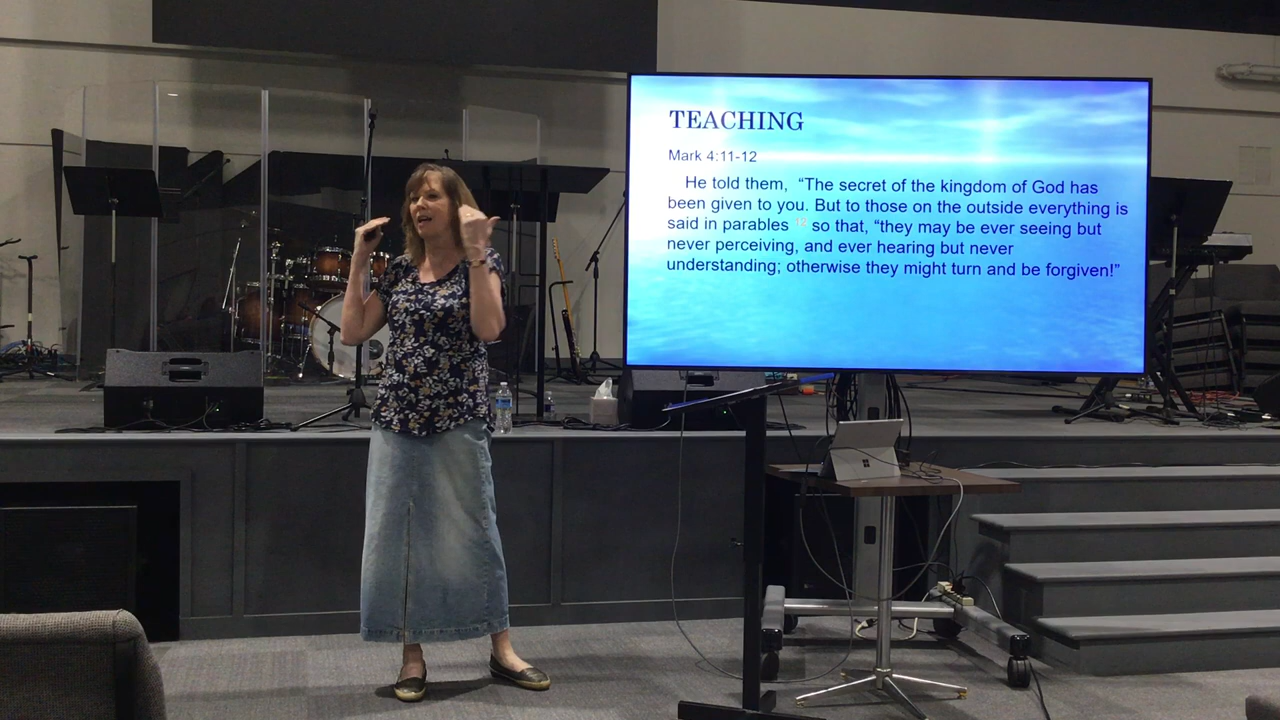 TEACHING
Mark 4:11-12
He told them, “The secret of the kingdom of God has
been given to you. But to those on the outside everything is
said in parables 12 so that, “they may be ever seeing but
never perceiving, and ever hearing but never
understanding; otherwise they might turn and be forgiven!”